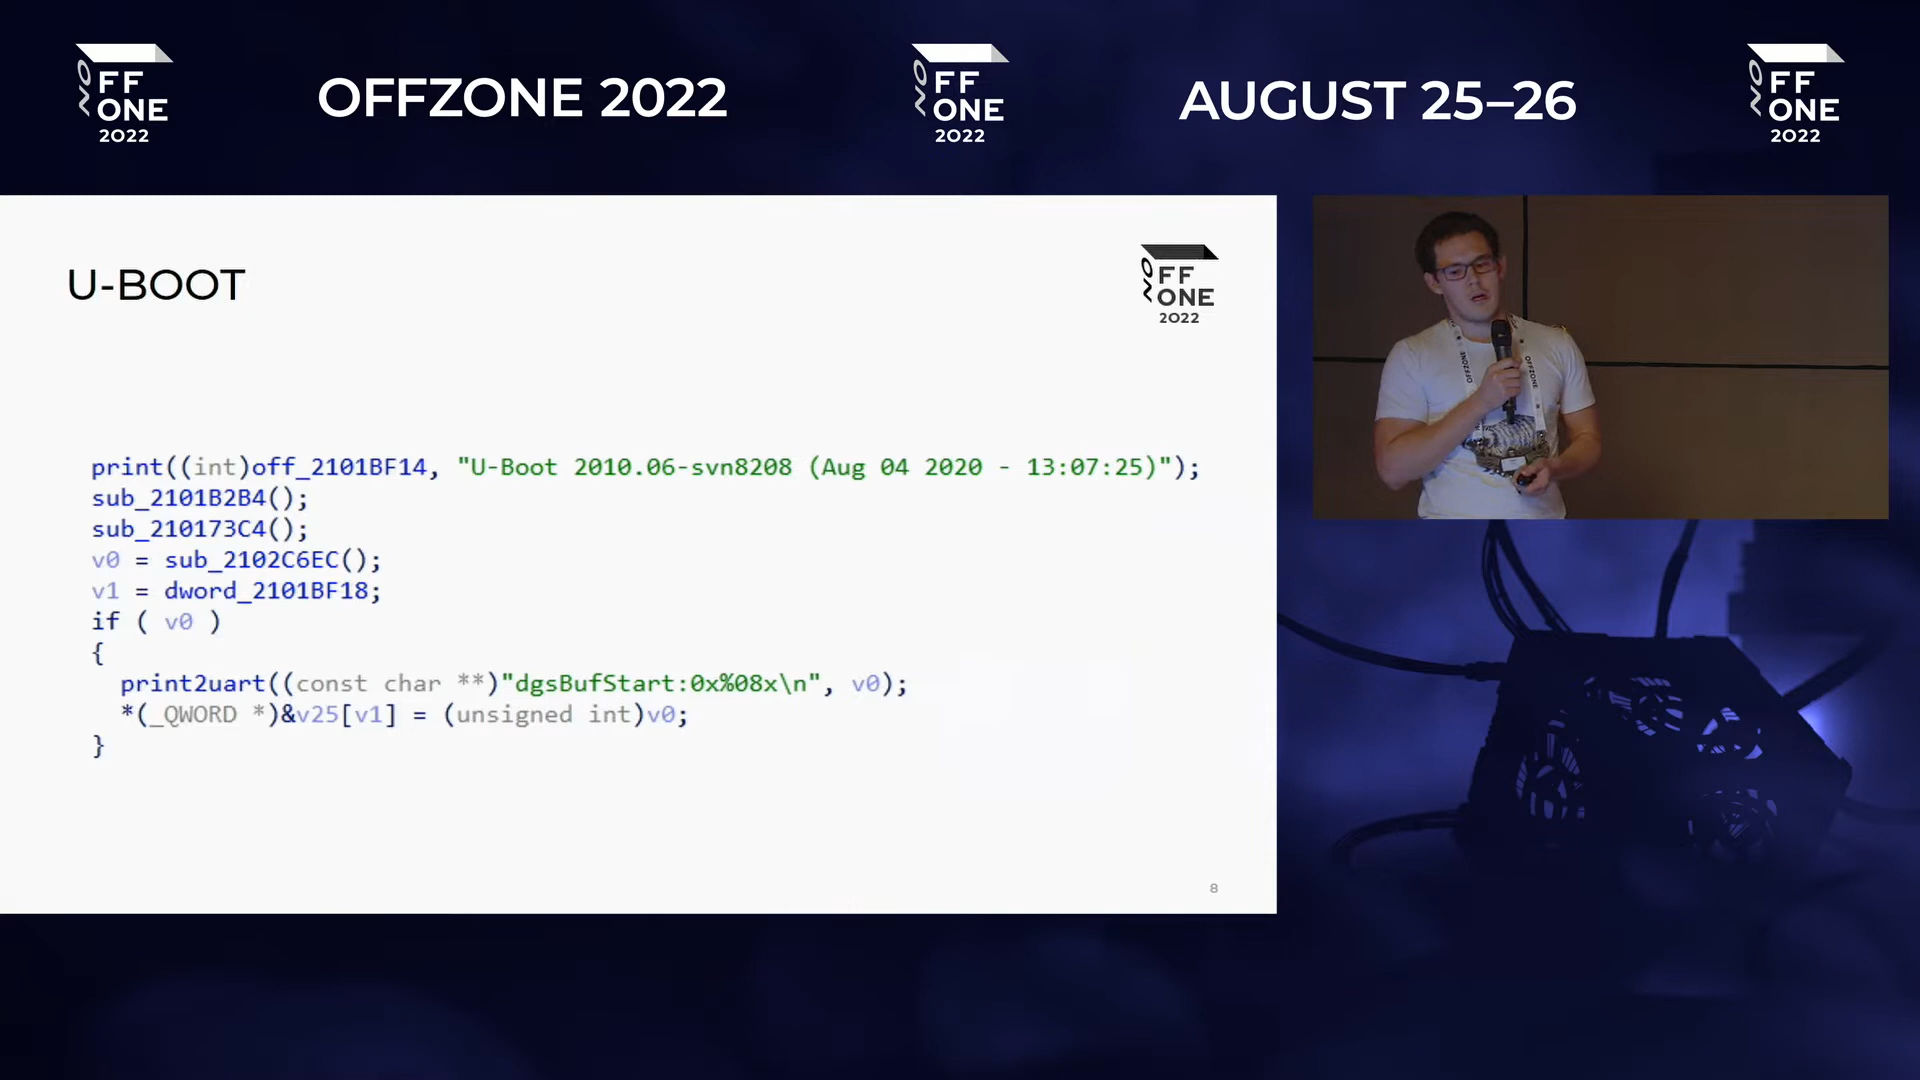 OFF
ZONE
2022
OFFZONE 2022
OFF
ZONE
2022
AUGUST 25–26
OFF
ZONE
2022
U-BOOT
OFF
ZONE
2022
print((int)off_2101BF14, "U-Boot 2010.06-svn8208 (Aug 04 2020 - 13:07:25)");
sub_2101B2B4();
sub_210173C4();
v0 = sub_2102C6EC();
v1 = dword_2101BF18;
if ( v0 )
{
print2uart((const char **)"dgsBufStart:0x%08x\n", v0);
*(_QWORD *)&v25[v1] = (unsigned int)v0;
}
8
OFFZONE
OFFZONE